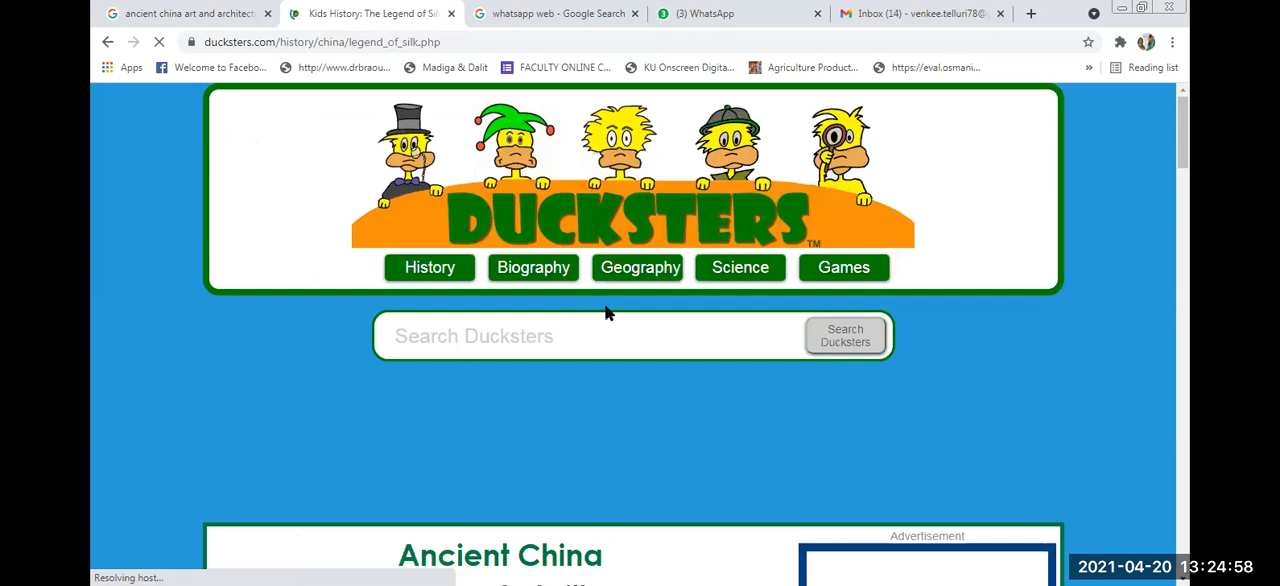 ancient china art and architect
Kids History: The Legend of Sil
whatsapp web - Google Search
(3) WhatsApp
Inbox (14) - venkee.telluri78@
ducksters.com/history/china/legend_of_silk.php
Apps
Welcome to Facebo...
http://www.drbraou...
Madiga & Dalit
FACULTY ONLINE C...
KU Onscreen Digita...
Agriculture Product...
https://eval.osmani...
»
Reading list
DUCKSTERS TM
History
Biography
Geography
Science
Games
Search Ducksters
Search
Ducksters
Advertisement
Ancient China
Resolving host...
2021-04-20 13:24:58